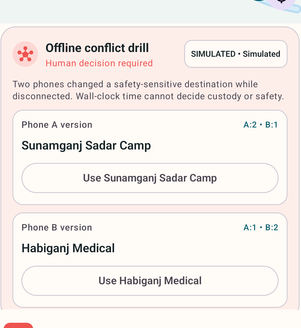 Offline conflict drill
Human decision required
SIMULATED • Simulated
Two phones changed a safety-sensitive destination while
disconnected. Wall-clock time cannot decide custody or safety.
Phone A version
A:2 • B:1
Sunamganj Sadar Camp
Use Sunamganj Sadar Camp
Phone B version
A:1 • B:2
Habiganj Medical
Use Habiganj Medical